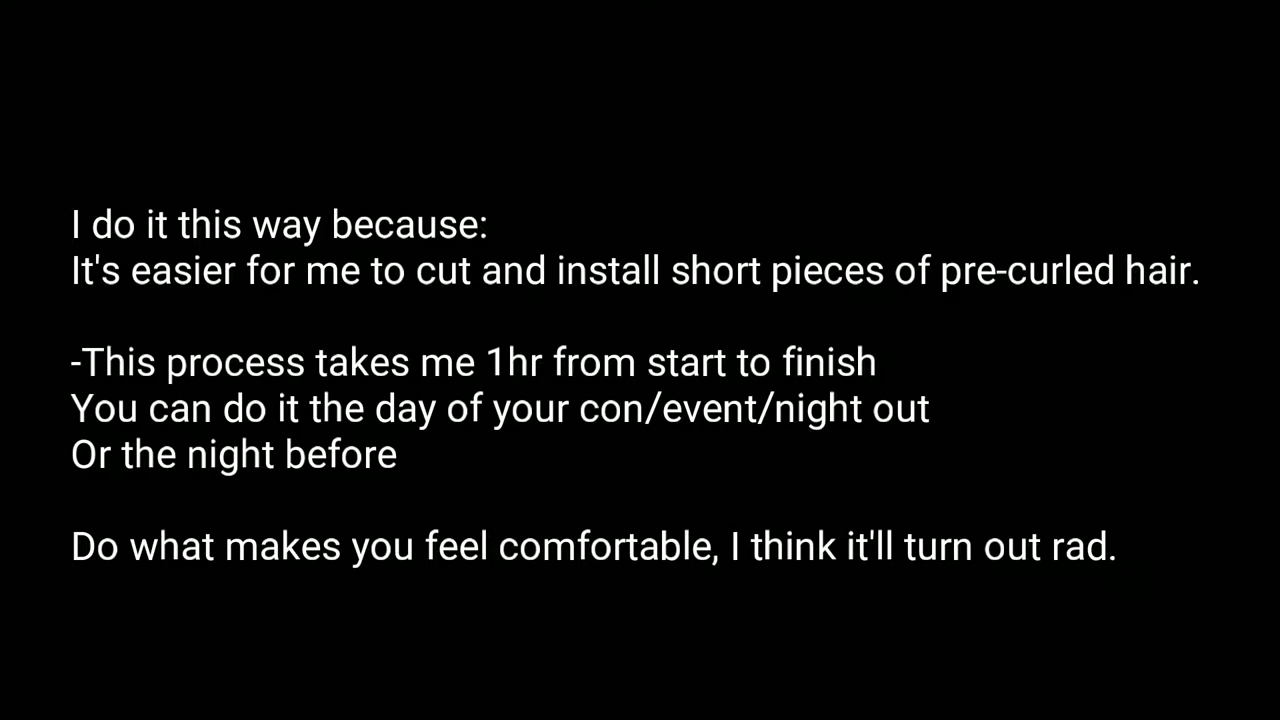 I do it this way because:
It's easier for me to cut and install short pieces of pre-curled hair.
-This process takes me 1hr from start to finish
You can do it the day of your con/event/night out
Or the night before
Do what makes you feel comfortable, I think it'll turn out rad.